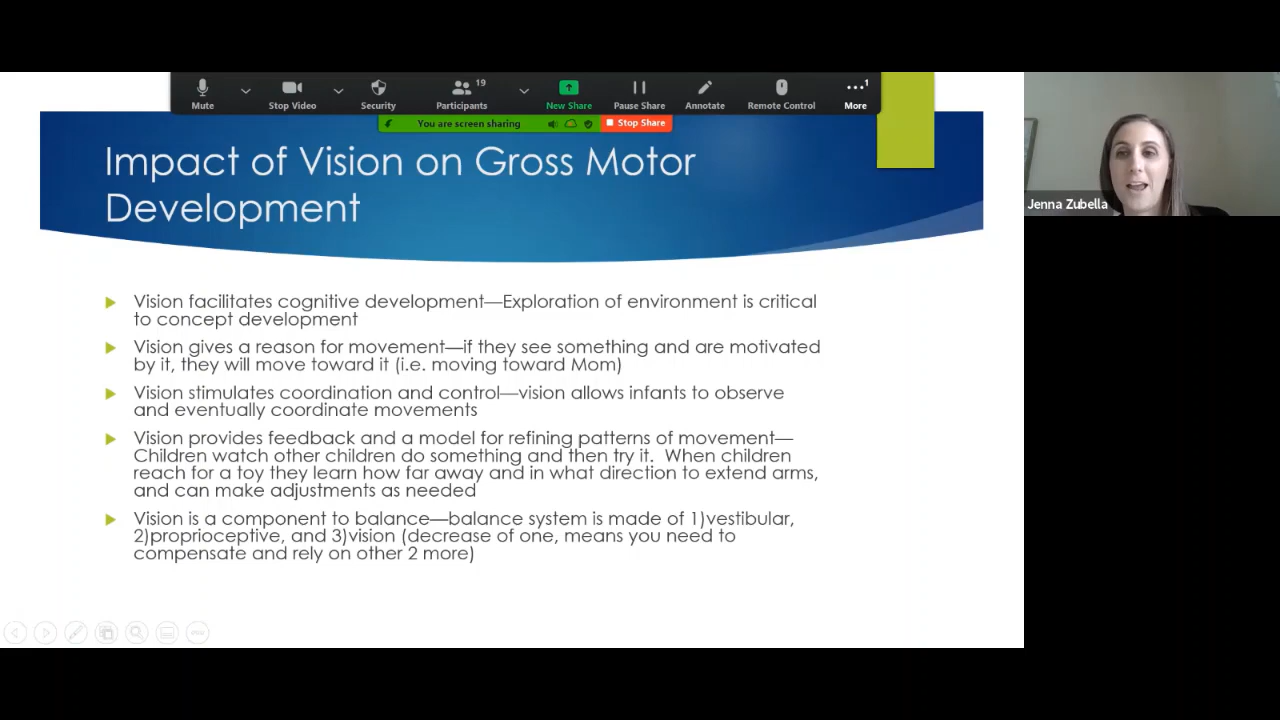 19
1
Mute
Stop Video
Security
Participants
New Share
Pause Share
Annotate
Remote Control
More
You are screen sharing
Stop Share
Impact of Vision on Gross Motor
Development
Jenna Zubella
Vision facilitates cognitive development—Exploration of environment is critical
to concept development
Vision gives a reason for movement—if they see something and are motivated
by it, they will move toward it (i.e. moving toward Mom)
Vision stimulates coordination and control—vision allows infants to observe
and eventually coordinate movements
Vision provides feedback and a model for refining patterns of movement—
Children watch other children do something and then try it.  When children
reach for a toy they learn how far away and in what direction to extend arms,
and can make adjustments as needed
Vision is a component to balance—balance system is made of 1)vestibular,
2)proprioceptive, and 3)vision (decrease of one, means you need to
compensate and rely on other 2 more)